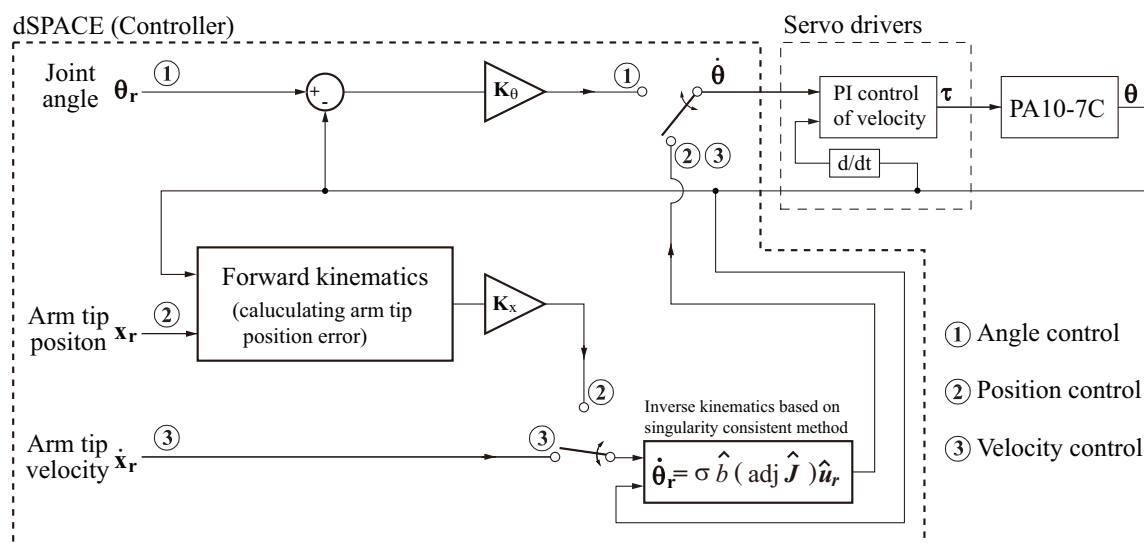 dSPACE (Controller)
Servo drivers
Joint
angle θr
①
+
-
Kθ
①
θ̇
PI control
of velocity
τ
PA10-7C
θ
② ③
d/dt
Forward kinematics
(caluculating arm tip
position error)
Kx
Arm tip
positon xr
②
① Angle control
② Position control
③ Velocity control
②
Inverse kinematics based on
singularity consistent method
Arm tip
velocity ẋr
③
③
θ̇r = σ b̂ ( adj Ĵ ) ûr